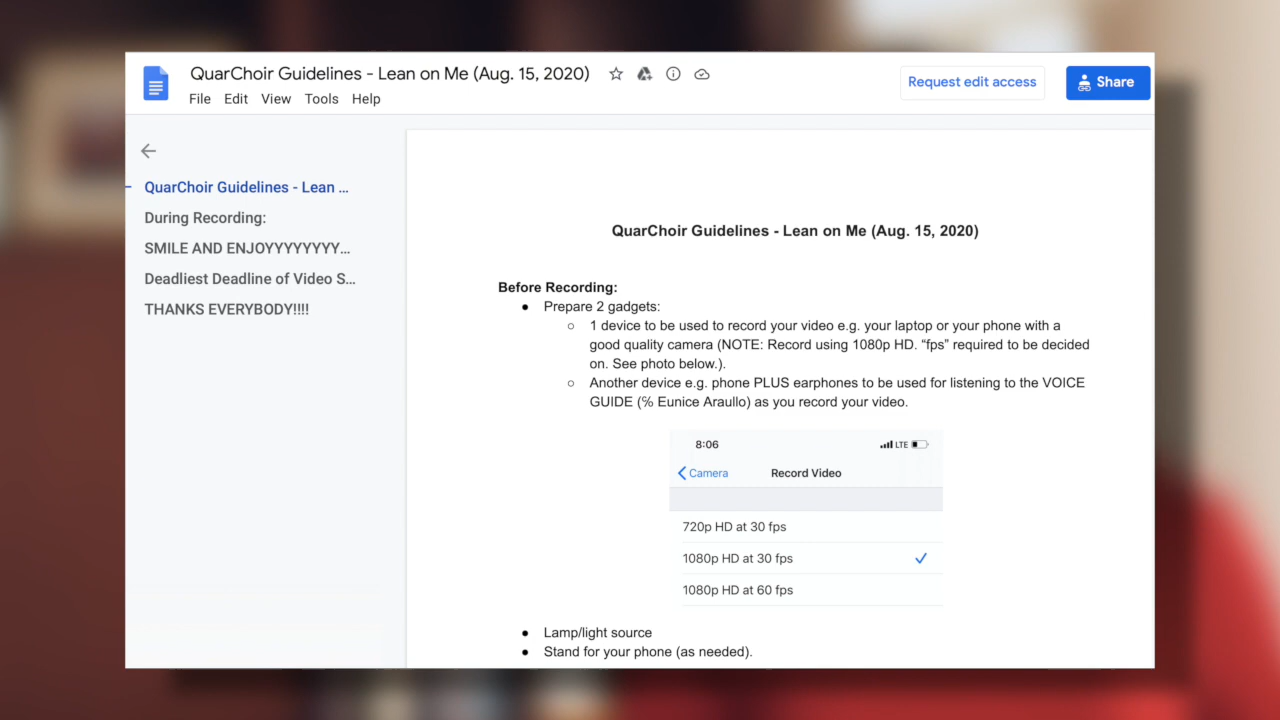 QuarChoir Guidelines - Lean on Me (Aug. 15, 2020)
File Edit View Tools Help
Request edit access
Share
QuarChoir Guidelines - Lean ...
During Recording:
SMILE AND ENJOYYYYYYYY...
Deadliest Deadline of Video S...
THANKS EVERYBODY!!!!
QuarChoir Guidelines - Lean on Me (Aug. 15, 2020)
Before Recording:
● Prepare 2 gadgets:
○ 1 device to be used to record your video e.g. your laptop or your phone with a
good quality camera (NOTE: Record using 1080p HD. “fps” required to be decided
on. See photo below.).
○ Another device e.g. phone PLUS earphones to be used for listening to the VOICE
GUIDE (℅ Eunice Araullo) as you record your video.
8:06 LTE
Camera Record Video
720p HD at 30 fps
1080p HD at 30 fps
1080p HD at 60 fps
● Lamp/light source
● Stand for your phone (as needed).